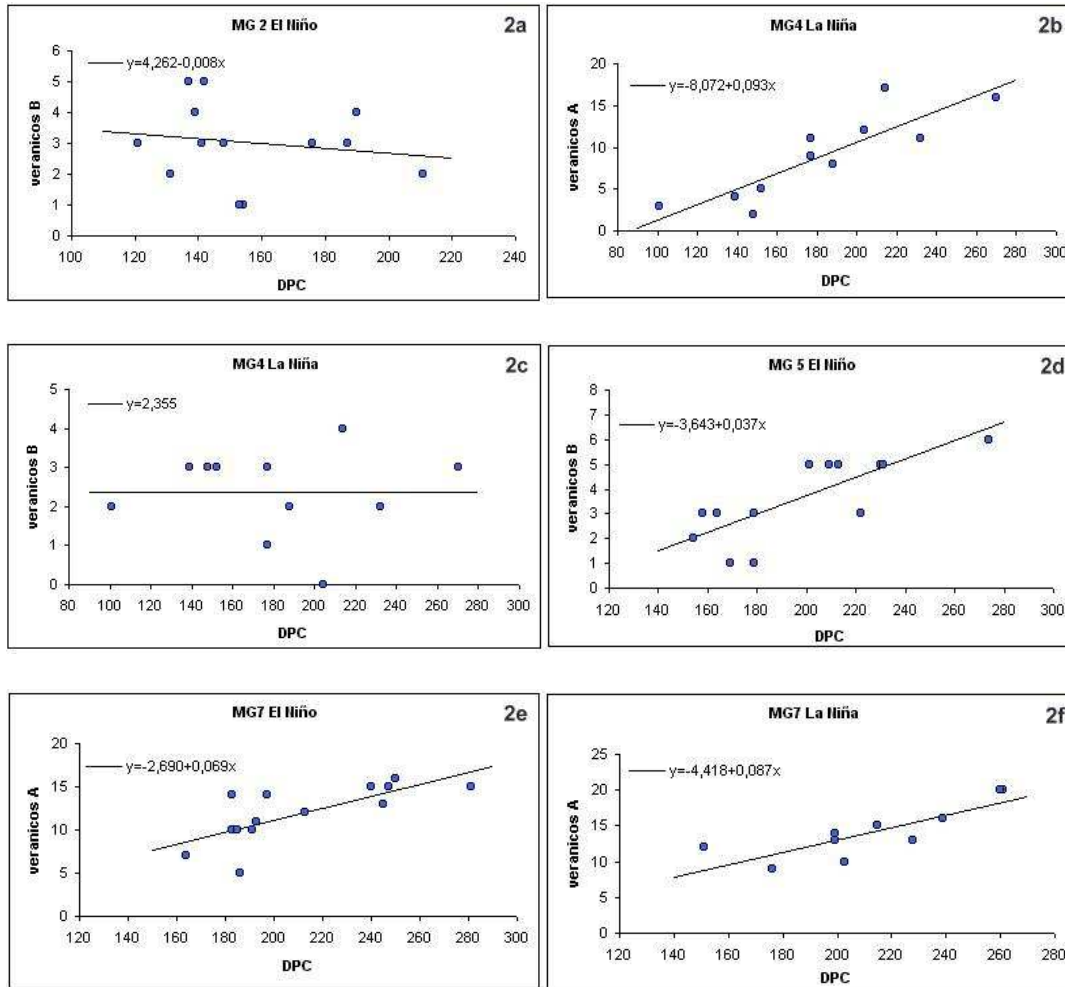 MG 2 El Niño 2a
y=4,262-0,008x
veranicos B
6
5
4
3
2
1
0
100 120 140 160 180 200 220 240
DPC
MG4 La Niña 2b
y=-8,072+0,093x
veranicos A
20
15
10
5
0
80 100 120 140 160 180 200 220 240 260 280 300
DPC
MG4 La Niña 2c
y=2,355
veranicos B
5
4
3
2
1
0
80 100 120 140 160 180 200 220 240 260 280 300
DPC
MG 5 El Niño 2d
y=-3,643+0,037x
veranicos B
8
7
6
5
4
3
2
1
0
120 140 160 180 200 220 240 260 280 300
DPC
MG7 El Niño 2e
y=-2,690+0,069x
veranicos A
20
15
10
5
0
120 140 160 180 200 220 240 260 280 300
DPC
MG7 La Niña 2f
y=-4,418+0,087x
veranicos A
25
20
15
10
5
0
120 140 160 180 200 220 240 260 280
DPC